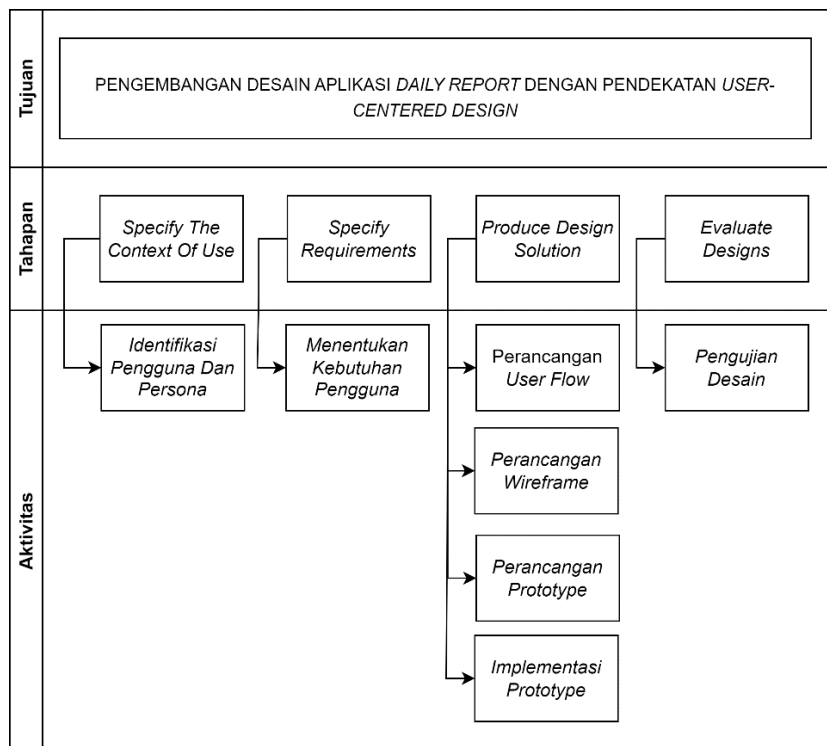 Tujuan
PENGEMBANGAN DESAIN APLIKASI DAILY REPORT DENGAN PENDEKATAN USER-
CENTERED DESIGN
Tahapan
Specify The
Context Of Use
Specify
Requirements
Produce Design
Solution
Evaluate
Designs
Aktivitas
Identifikasi
Pengguna Dan
Persona
Menentukan
Kebutuhan
Pengguna
Perancangan
User Flow
Pengujian
Desain
Perancangan
Wireframe
Perancangan
Prototype
Implementasi
Prototype